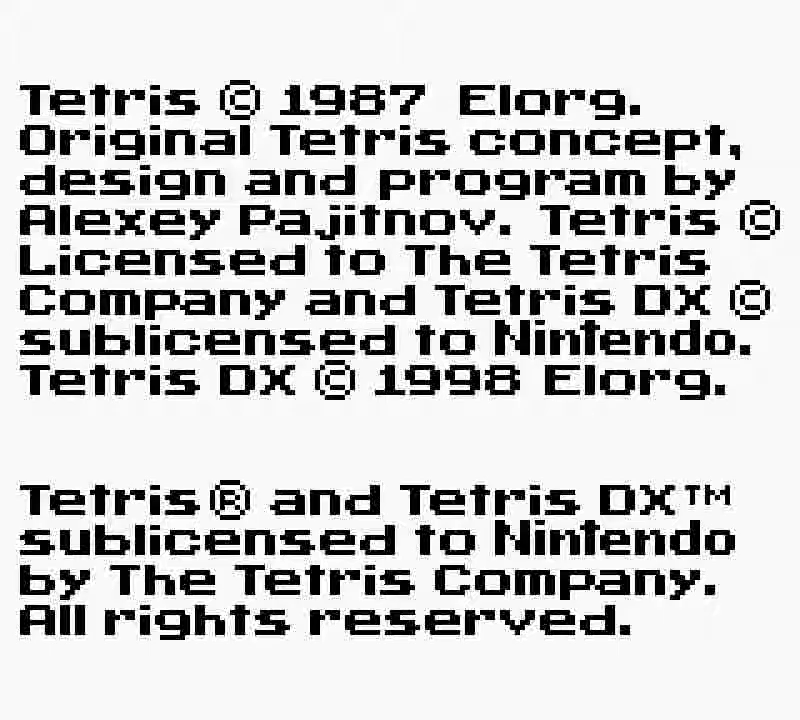 Tetris © 1987  Elorg.
Original Tetris concept,
design and program by
Alexey Pajitnov.  Tetris ©
Licensed to The Tetris
Company and Tetris DX ©
sublicensed to Nintendo.
Tetris DX © 1998 Elorg.
Tetris® and Tetris DX™
sublicensed to Nintendo
by The Tetris Company.
All rights reserved.